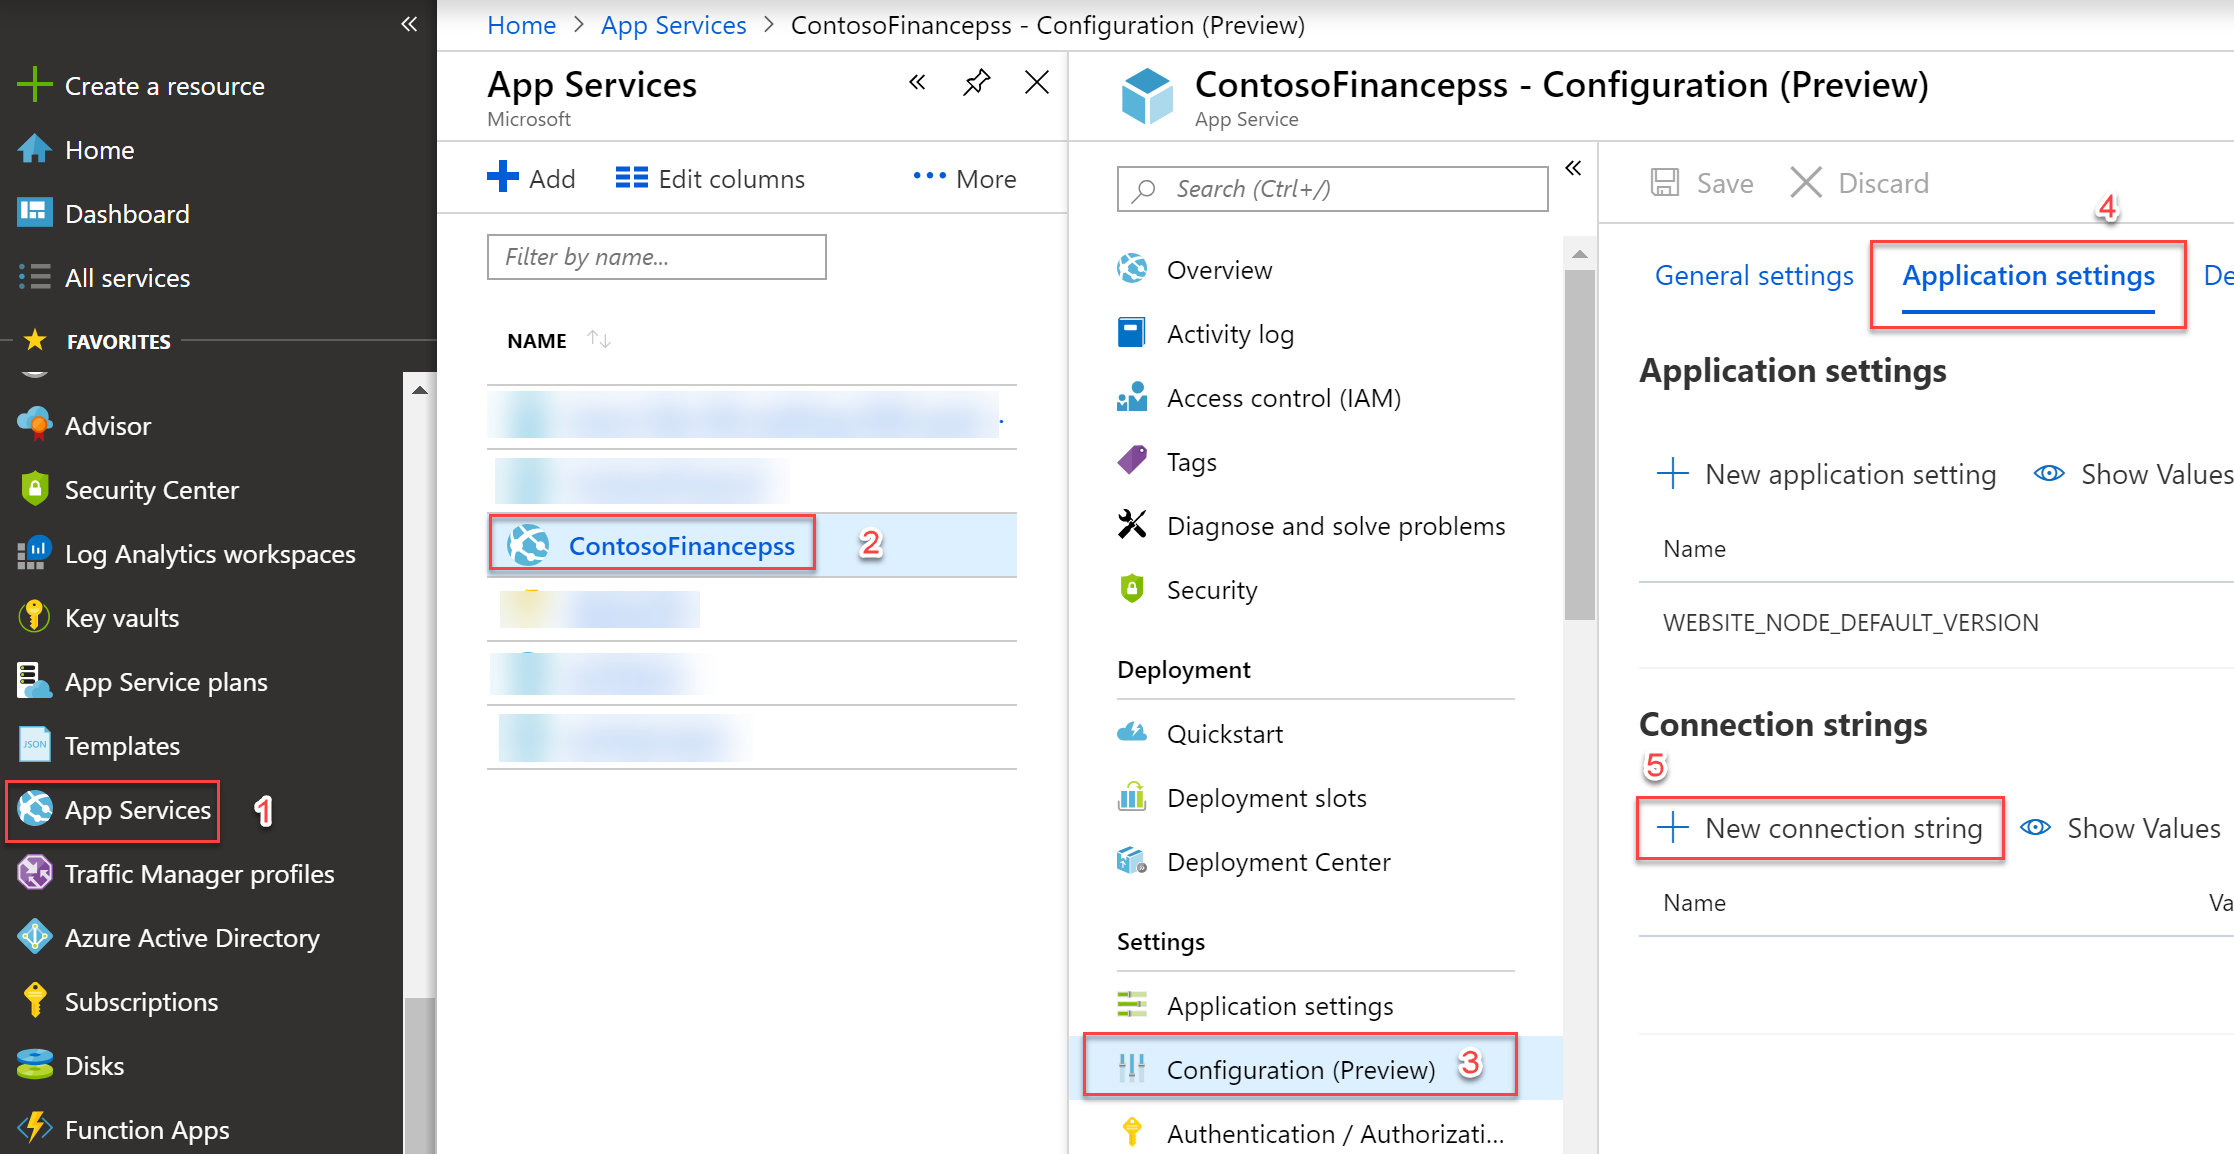 Create a resource
Home
Dashboard
All services
FAVORITES
Advisor
Security Center
Log Analytics workspaces
Key vaults
App Service plans
JSON
Templates
App Services
1
Traffic Manager profiles
Azure Active Directory
Subscriptions
Disks
Function Apps
Home > App Services > ContosoFinancepss - Configuration (Preview)
App Services
Microsoft
Add
Edit columns
More
Filter by name...
NAME
ContosoFinancepss
2
ContosoFinancepss - Configuration (Preview)
App Service
Search (Ctrl+/)
Overview
Activity log
Access control (IAM)
Tags
Diagnose and solve problems
Security
Deployment
Quickstart
Deployment slots
Deployment Center
Settings
Application settings
Configuration (Preview)
3
Authentication / Authorizati...
Save
Discard
4
General settings
Application settings
De
Application settings
New application setting
Show Values
Name
WEBSITE_NODE_DEFAULT_VERSION
Connection strings
5
New connection string
Show Values
Name
Va